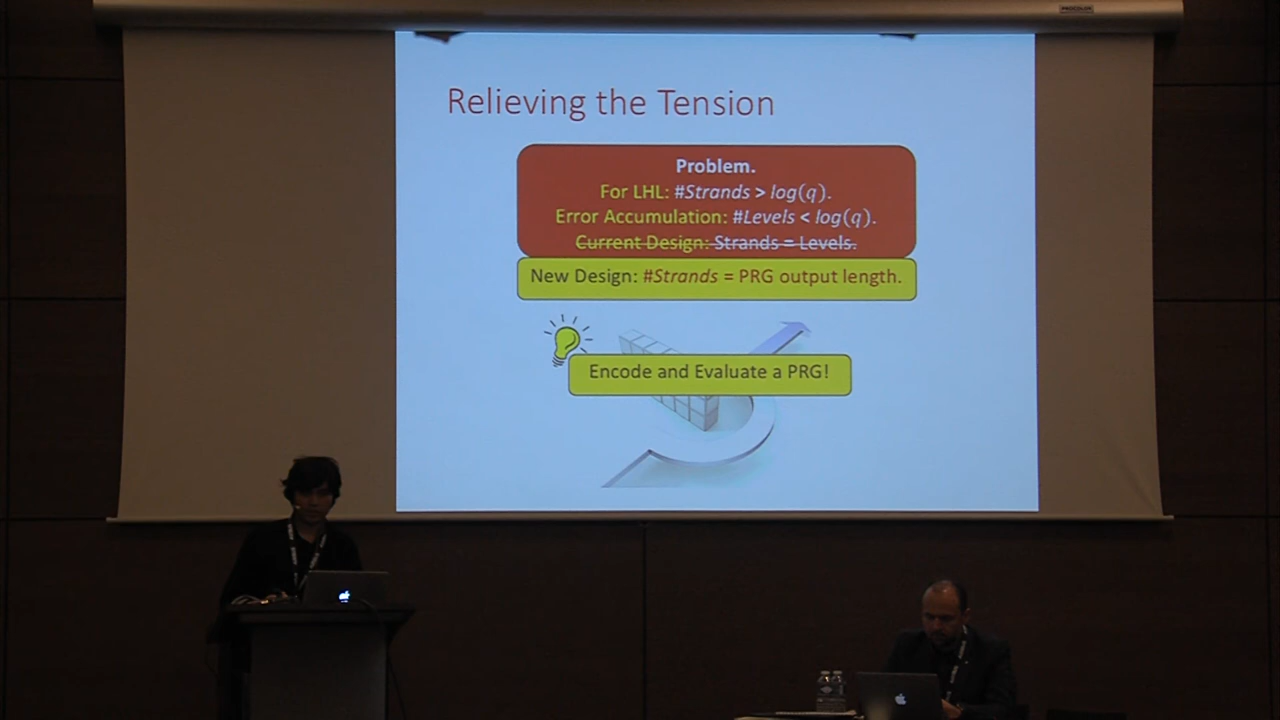 PROCOLOR
Relieving the Tension
Problem.
For LHL: #Strands > log(q).
Error Accumulation: #Levels < log(q).
Current Design: Strands = Levels.
New Design: #Strands = PRG output length.
Encode and Evaluate a PRG!